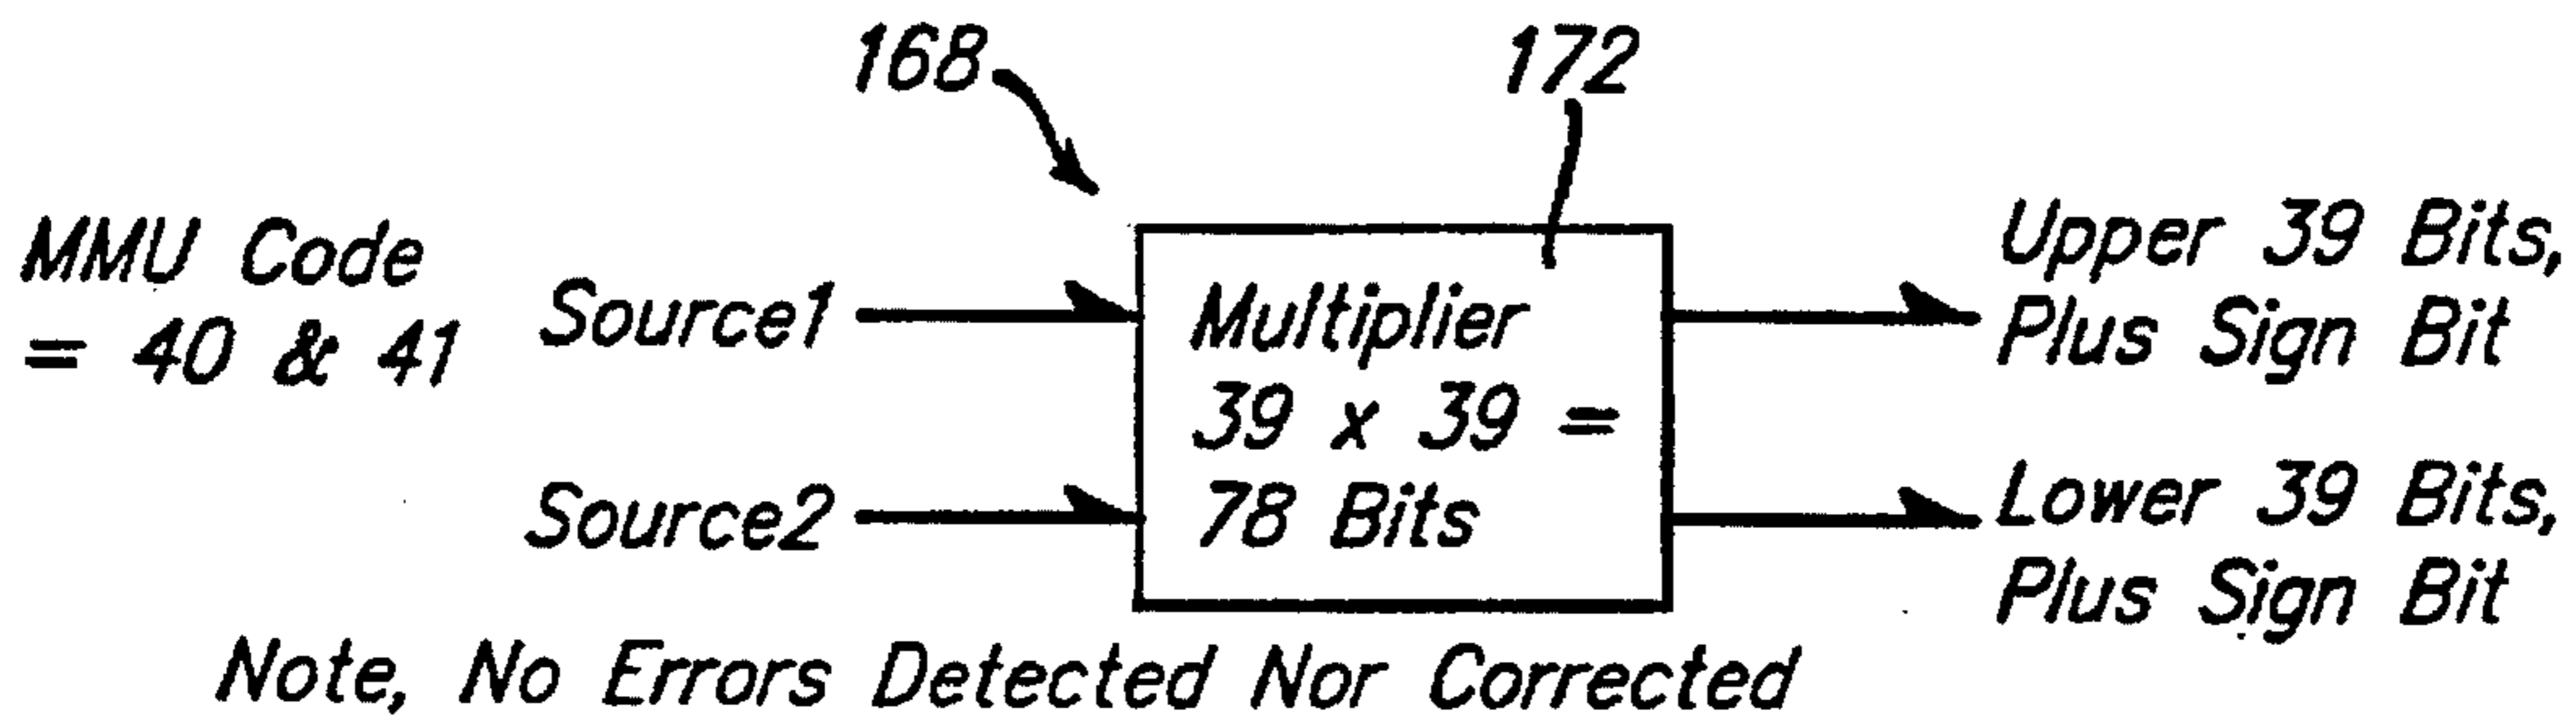 168
172
MMU Code
= 40 & 41
Source1
Source2
Multiplier
39 x 39 =
78 Bits
Upper 39 Bits,
Plus Sign Bit
Lower 39 Bits,
Plus Sign Bit
Note, No Errors Detected Nor Corrected